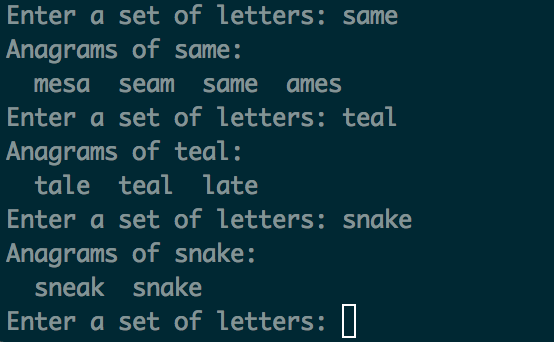 Enter a set of letters: same
Anagrams of same:
  mesa  seam  same  ames
Enter a set of letters: teal
Anagrams of teal:
  tale  teal  late
Enter a set of letters: snake
Anagrams of snake:
  sneak  snake
Enter a set of letters: